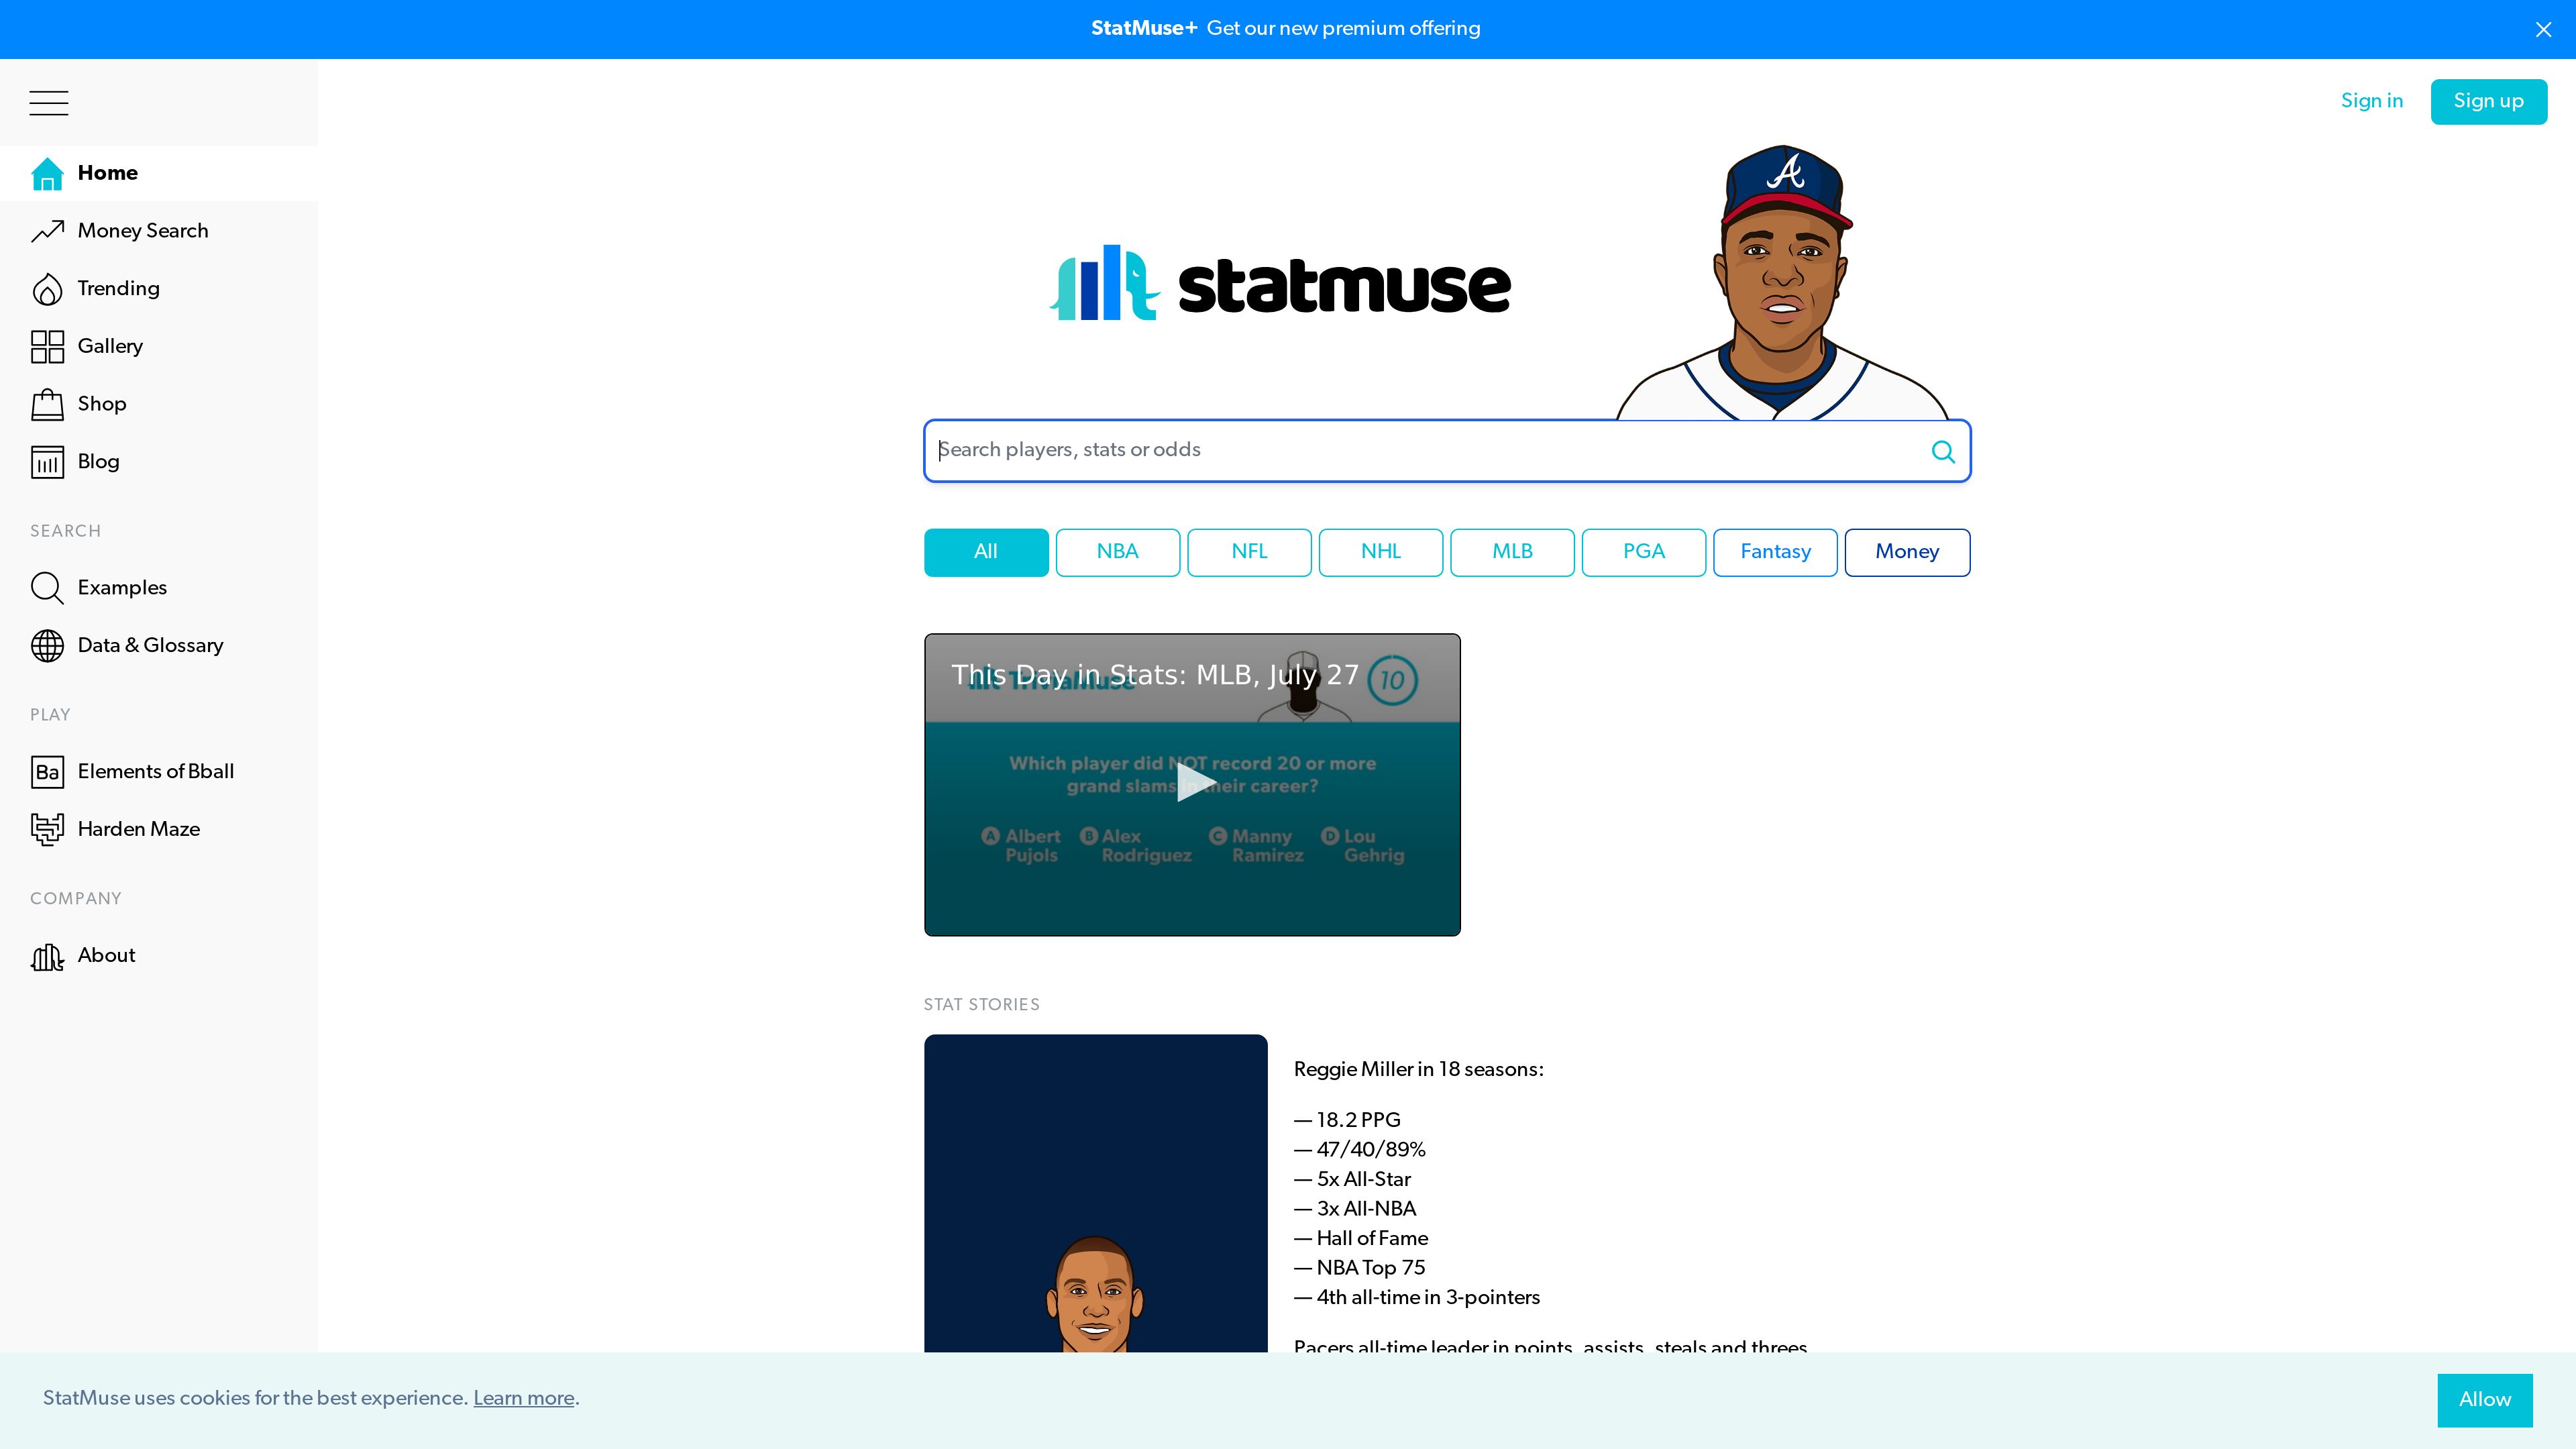 StatMuse+ Get our new premium offering
Sign in
Sign up
Home
Money Search
Trending
Gallery
Shop
Blog
SEARCH
Examples
Data & Glossary
PLAY
Ba Elements of Bball
Harden Maze
COMPANY
About
A
statmuse
Search players, stats or odds
All
NBA
NFL
NHL
MLB
PGA
Fantasy
Money
This Day in Stats: MLB, July 27
TriviaMuse
10
Which player did NOT record 20 or more
grand slams in their career?
A Albert Pujols
B Alex Rodriguez
C Manny Ramirez
D Lou Gehrig
STAT STORIES
Reggie Miller in 18 seasons:
— 18.2 PPG
— 47/40/89%
— 5x All-Star
— 3x All-NBA
— Hall of Fame
— NBA Top 75
— 4th all-time in 3-pointers
Pacers all-time leader in points, assists, steals and threes
StatMuse uses cookies for the best experience. Learn more.
Allow